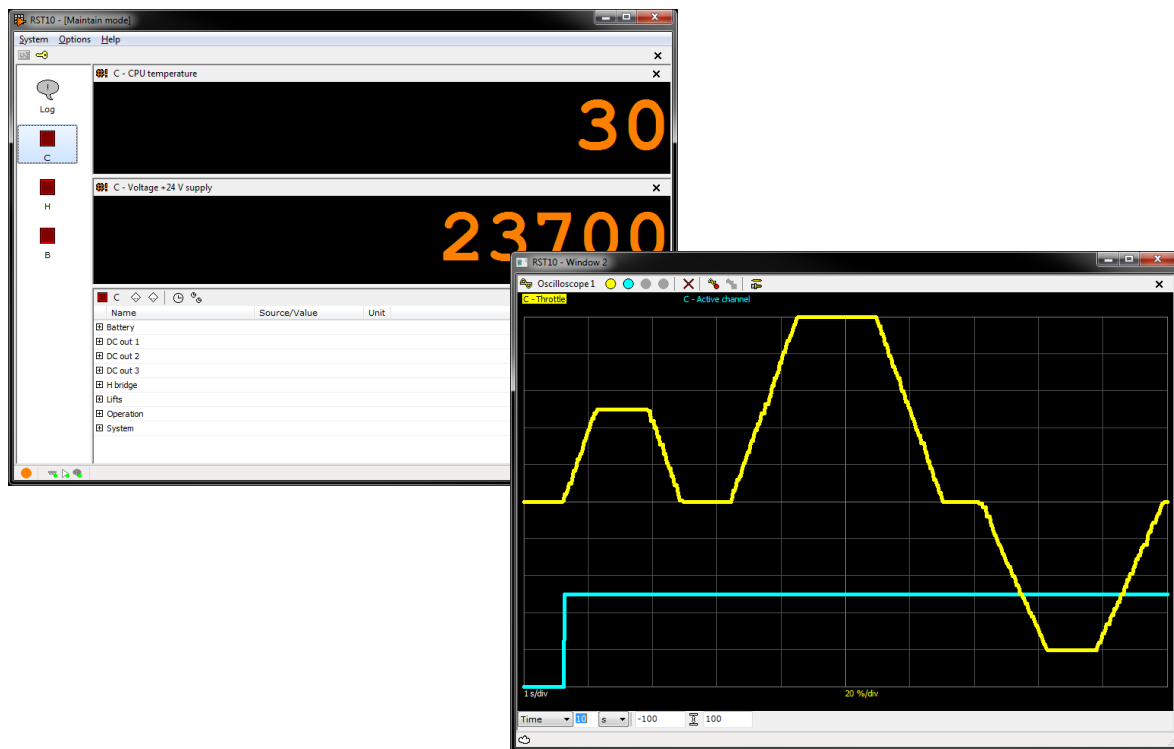 RST10 - [Maintain mode]
System Options Help
Log
C
H
B
C - CPU temperature
30
C - Voltage +24 V supply
23700
C
Name Source/Value Unit
Battery
DC out 1
DC out 2
DC out 3
H bridge
Lifts
Operation
System
RST10 - Window 2
Oscilloscope1
C - Throttle C - Active channel
1 s/div 20 %/div
Time 10 s -100 100